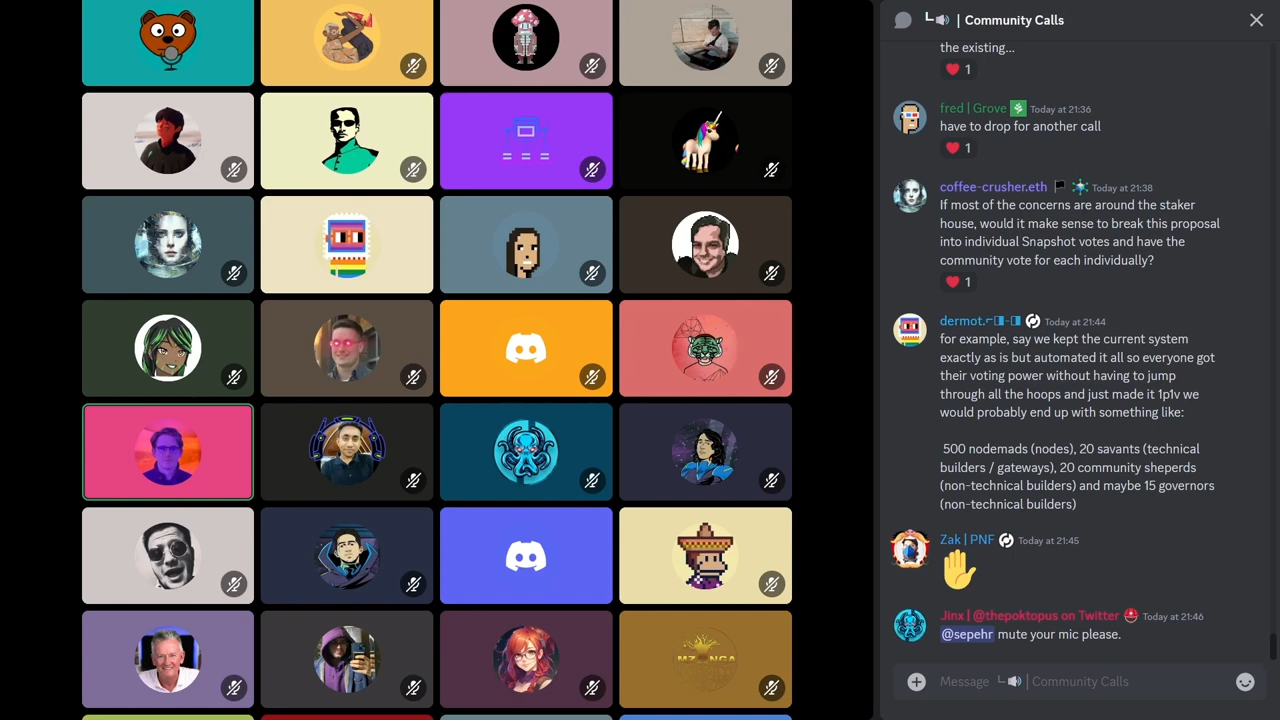 | Community Calls
the existing...
1
fred | Grove Today at 21:36
have to drop for another call
1
coffee-crusher.eth Today at 21:38
If most of the concerns are around the staker
house, would it make sense to break this proposal
into individual Snapshot votes and have the
community vote for each individually?
1
dermot.⌐◨-◨ Today at 21:44
for example, say we kept the current system
exactly as is but automated it all so everyone got
their voting power without having to jump
through all the hoops and just made it 1p1v we
would probably end up with something like:
500 nodemads (nodes), 20 savants (technical
builders / gateways), 20 community sheperds
(non-technical builders) and maybe 15 governors
(non-technical builders)
Zak | PNF Today at 21:45
Jinx | @thepoktopus on Twitter Today at 21:46
@sepehr mute your mic please.
Message | Community Calls